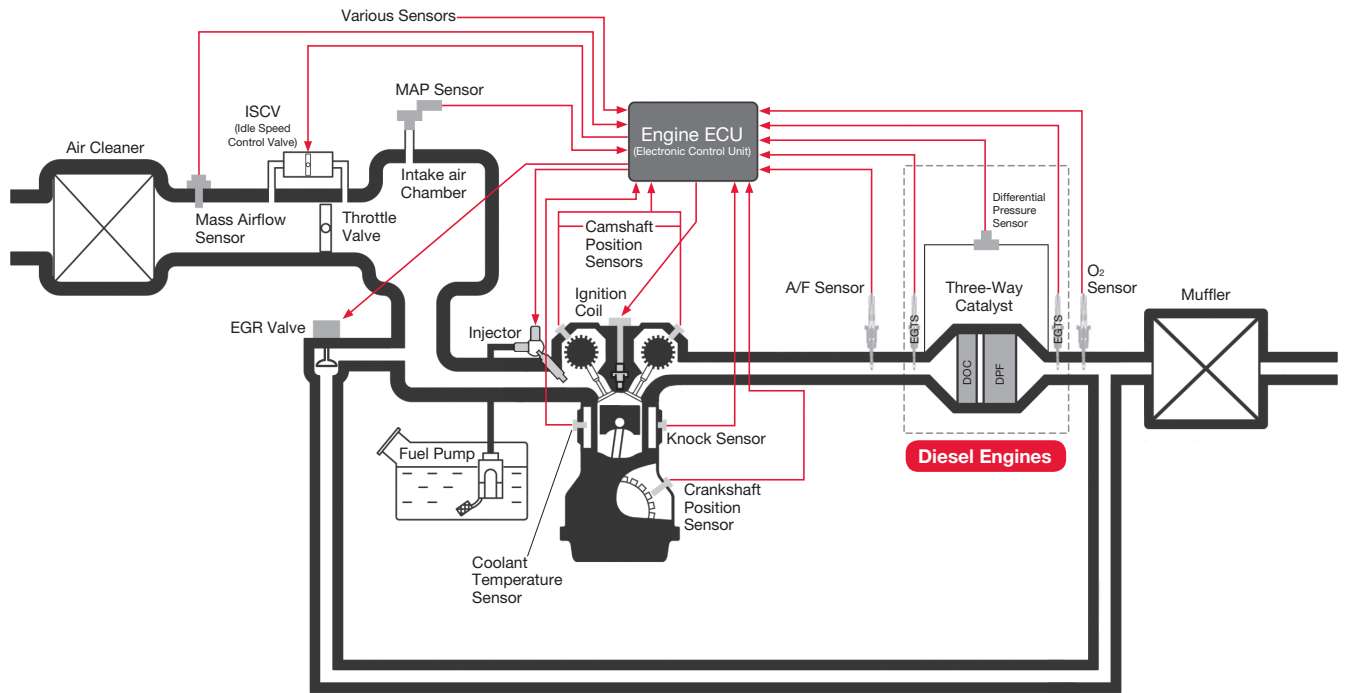 Various Sensors
MAP Sensor
ISCV
(Idle Speed
Control Valve)
Engine ECU
(Electronic Control Unit)
Air Cleaner
Intake air
Chamber
Mass Airflow
Sensor
Throttle
Valve
Camshaft
Position
Sensors
Differential
Pressure
Sensor
Ignition
Coil
A/F Sensor
Three-Way
Catalyst
O₂
Sensor
Muffler
EGR Valve
Injector
EGTS
EGTS
DOC
DPF
Knock Sensor
Diesel Engines
Fuel Pump
Crankshaft
Position
Sensor
Coolant
Temperature
Sensor